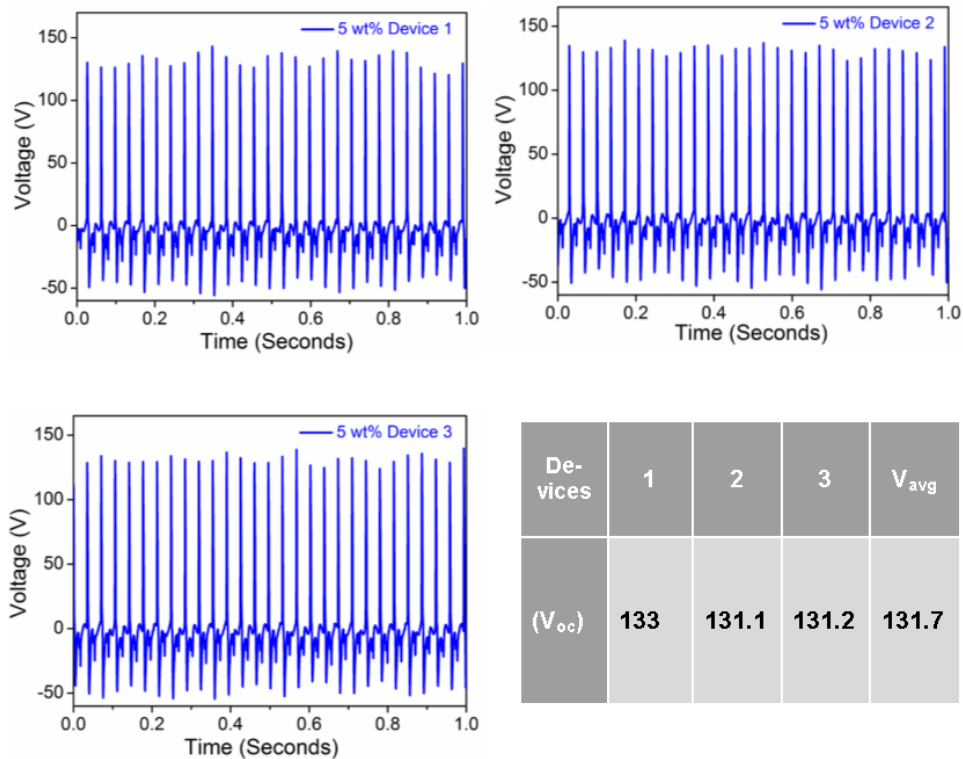 5 wt% Device 1
150
100
50
0
-50
Voltage (V)
0.0 0.2 0.4 0.6 0.8 1.0
Time (Seconds)
5 wt% Device 2
150
100
50
0
-50
Voltage (V)
0.0 0.2 0.4 0.6 0.8 1.0
Time (Seconds)
5 wt% Device 3
150
100
50
0
-50
Voltage (V)
0.0 0.2 0.4 0.6 0.8 1.0
Time (Seconds)
De-
vices 1 2 3 Vavg
(Voc) 133 131.1 131.2 131.7